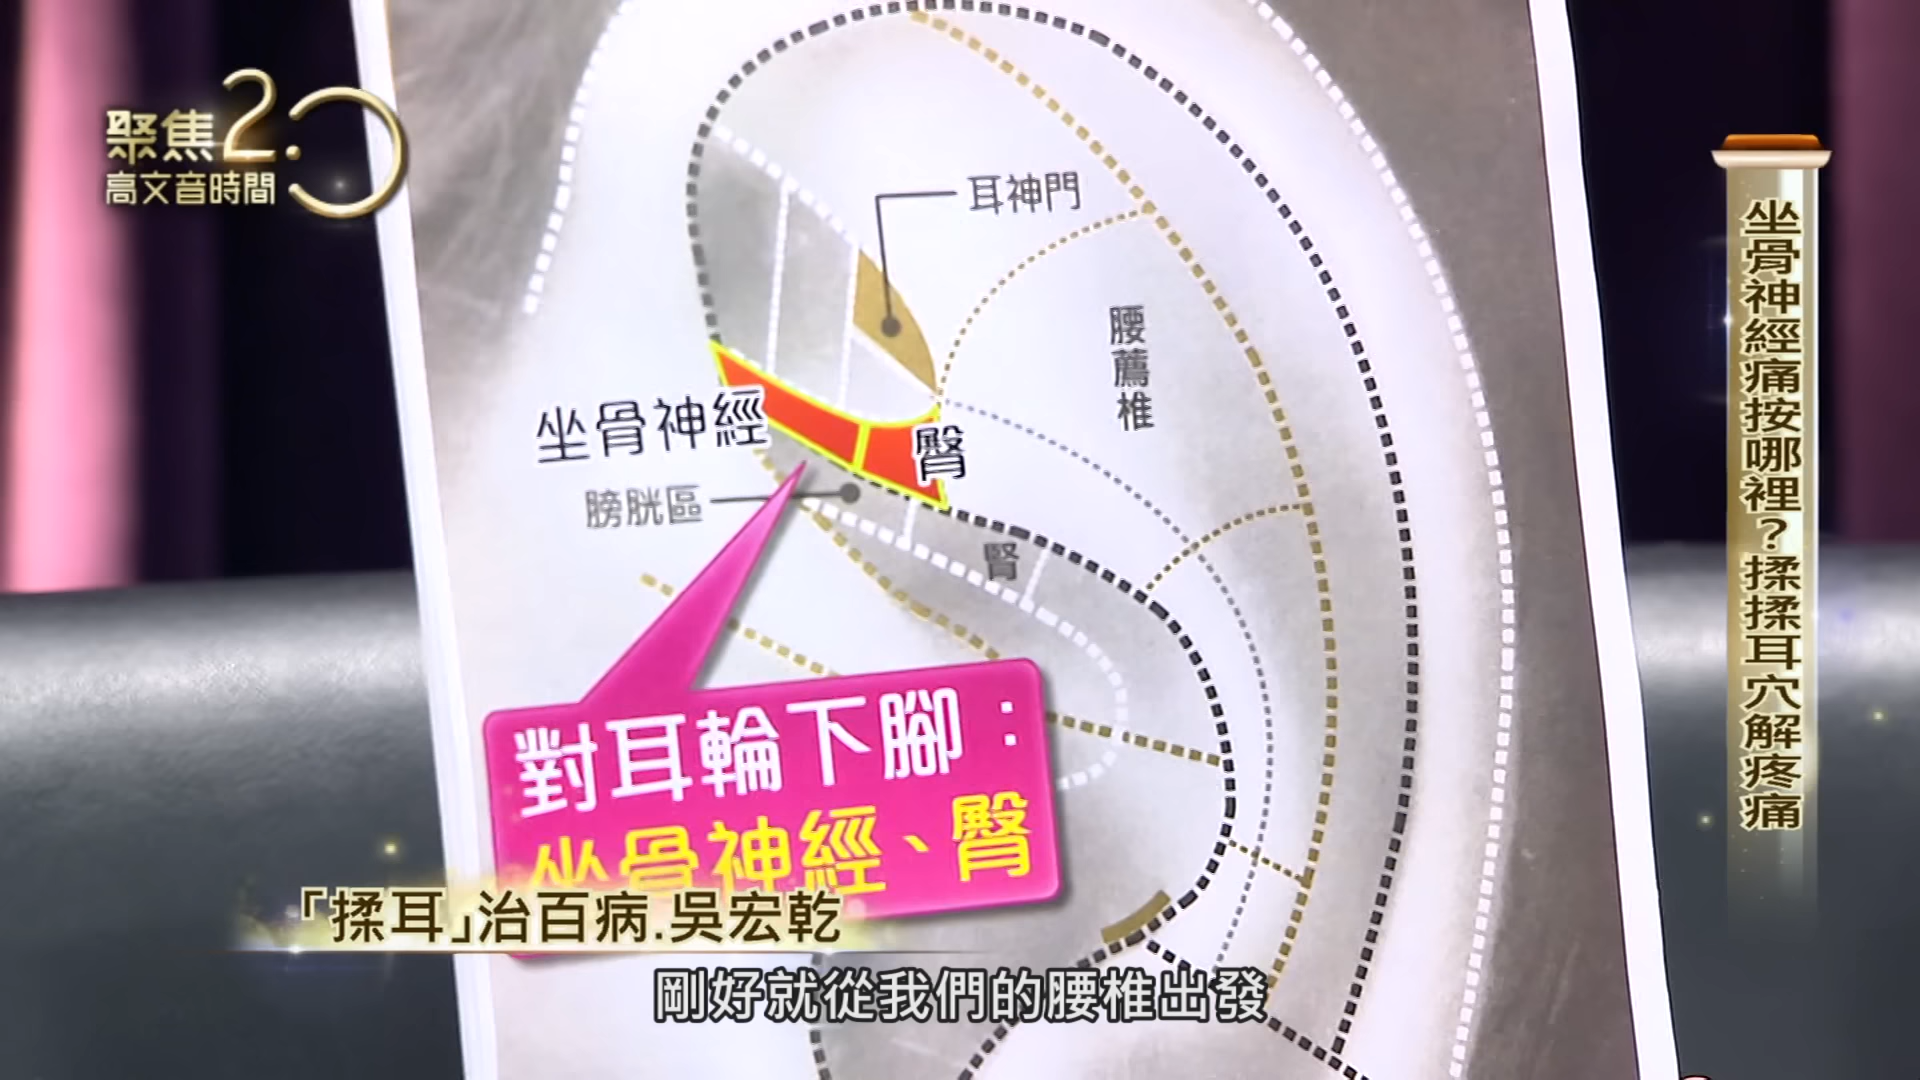 聚焦2.0
高文音時間
耳神門
腰薦椎
坐骨神經
臀
膀胱區
腎
對耳輪下腳：
坐骨神經、臀
坐骨神經痛按哪裡？揉揉耳穴解疼痛
「揉耳」治百病.吳宏乾
剛好就從我們的腰椎出發